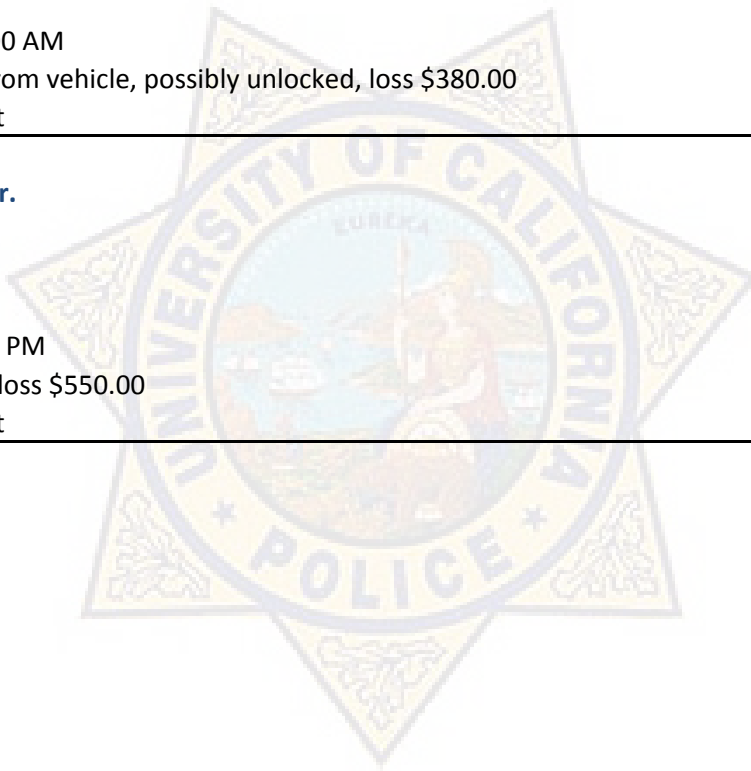 0 AM
om vehicle, possibly unlocked, loss $380.00
t
r.
PM
loss $550.00
t
UNIVERSITY OF CALIFORNIA
EUREKA
POLICE